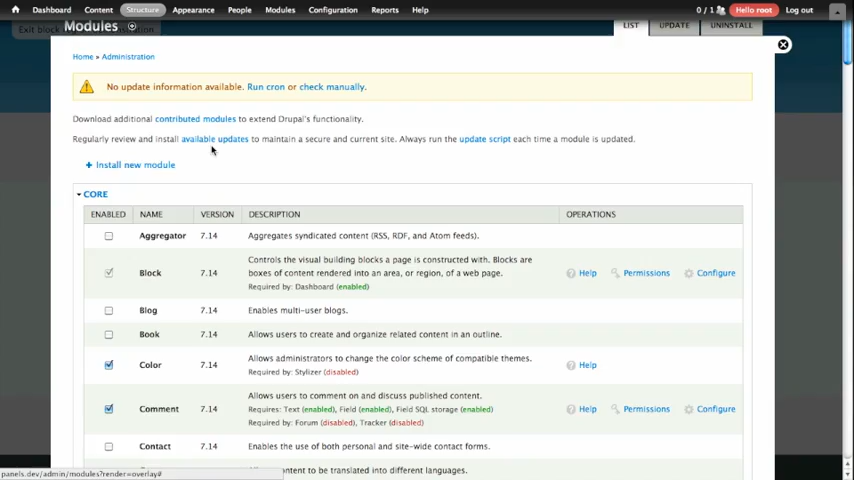 Dashboard Content Structure Appearance People Modules Configuration Reports Help 0 / 1 Hello root Log out
Exit block
Modules
LIST UPDATE UNINSTALL
Home » Administration
No update information available. Run cron or check manually.
Download additional contributed modules to extend Drupal's functionality.
Regularly review and install available updates to maintain a secure and current site. Always run the update script each time a module is updated.
+ Install new module
CORE
ENABLED NAME VERSION DESCRIPTION OPERATIONS
Aggregator 7.14 Aggregates syndicated content (RSS, RDF, and Atom feeds).
Block 7.14 Controls the visual building blocks a page is constructed with. Blocks are
boxes of content rendered into an area, or region, of a web page. Help Permissions Configure
Required by: Dashboard (enabled)
Blog 7.14 Enables multi-user blogs.
Book 7.14 Allows users to create and organize related content in an outline.
Color 7.14 Allows administrators to change the color scheme of compatible themes. Help
Required by: Stylizer (disabled)
Comment 7.14 Allows users to comment on and discuss published content.
Requires: Text (enabled), Field (enabled), Field SQL storage (enabled) Help Permissions Configure
Required by: Forum (disabled), Tracker (disabled)
Contact 7.14 Enables the use of both personal and site-wide contact forms.
content to be translated into different languages.
panels.dev/admin/modules?render=overlay#